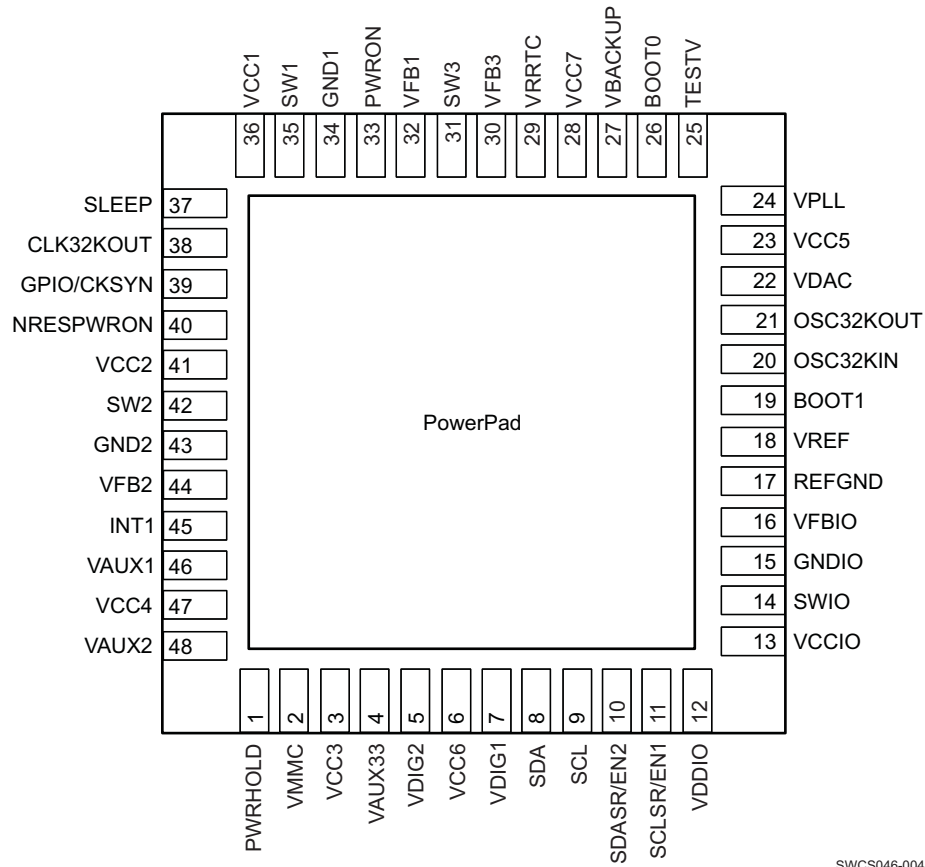 VCC1
SW1
GND1
PWRON
VFB1
SW3
VFB3
VRRTC
VCC7
VBACKUP
BOOT0
TESTV
36
35
34
33
32
31
30
29
28
27
26
25
SLEEP 37
CLK32KOUT 38
GPIO/CKSYN 39
NRESPWRON 40
VCC2 41
SW2 42
GND2 43
VFB2 44
INT1 45
VAUX1 46
VCC4 47
VAUX2 48
PowerPad
24 VPLL
23 VCC5
22 VDAC
21 OSC32KOUT
20 OSC32KIN
19 BOOT1
18 VREF
17 REFGND
16 VFBIO
15 GNDIO
14 SWIO
13 VCCIO
1
2
3
4
5
6
7
8
9
10
11
12
PWRHOLD
VMMC
VCC3
VAUX33
VDIG2
VCC6
VDIG1
SDA
SCL
SDASR/EN2
SCLSR/EN1
VDDIO
SWCS046-004